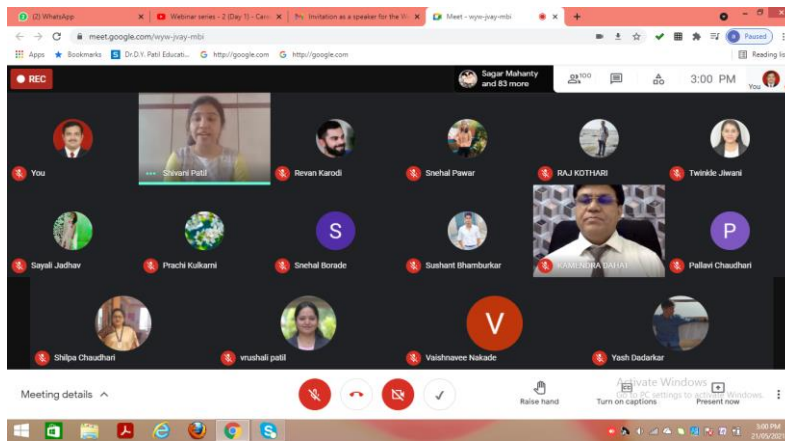 (2) WhatsApp
Webinar series - 2 (Day 1) - Care
Invitation as a speaker for the W
Meet - wyw-jvay-mbi
meet.google.com/wyw-jvay-mbi
Paused
Apps
Bookmarks
Dr.D.Y. Patil Educati...
http://google.com
http://google.com
Reading lis
REC
Sagar Mahanty
and 83 more
100
3:00 PM
You
You
Shivani Patil
Revan Karodi
Snehal Pawar
RAJ KOTHARI
Twinkle Jiwani
S
P
Sayali Jadhav
Prachi Kulkarni
Snehal Borade
Sushant Bhamburkar
KAMENDRA DAHAT
Pallavi Chaudhari
V
Shilpa Chaudhari
vrushali patil
Vaishnavee Nakade
Yash Dadarkar
Activate Windows
Go to PC settings to activate Windows.
Meeting details
Raise hand
Turn on captions
Present now
5:00 PM
21/05/2021